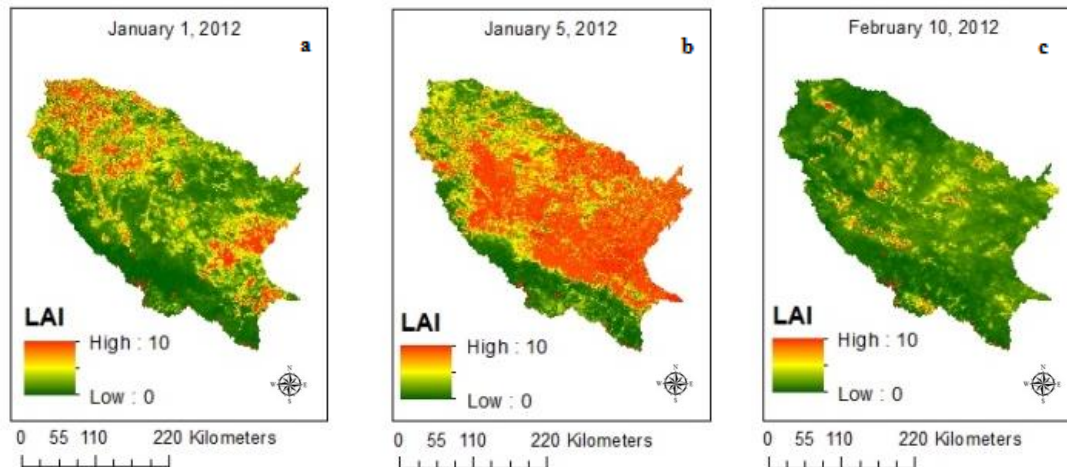 January 1, 2012
a
LAI
High : 10
Low : 0
0 55 110 220 Kilometers
January 5, 2012
b
LAI
High : 10
Low : 0
0 55 110 220 Kilometers
February 10, 2012
c
LAI
High : 10
Low : 0
0 55 110 220 Kilometers